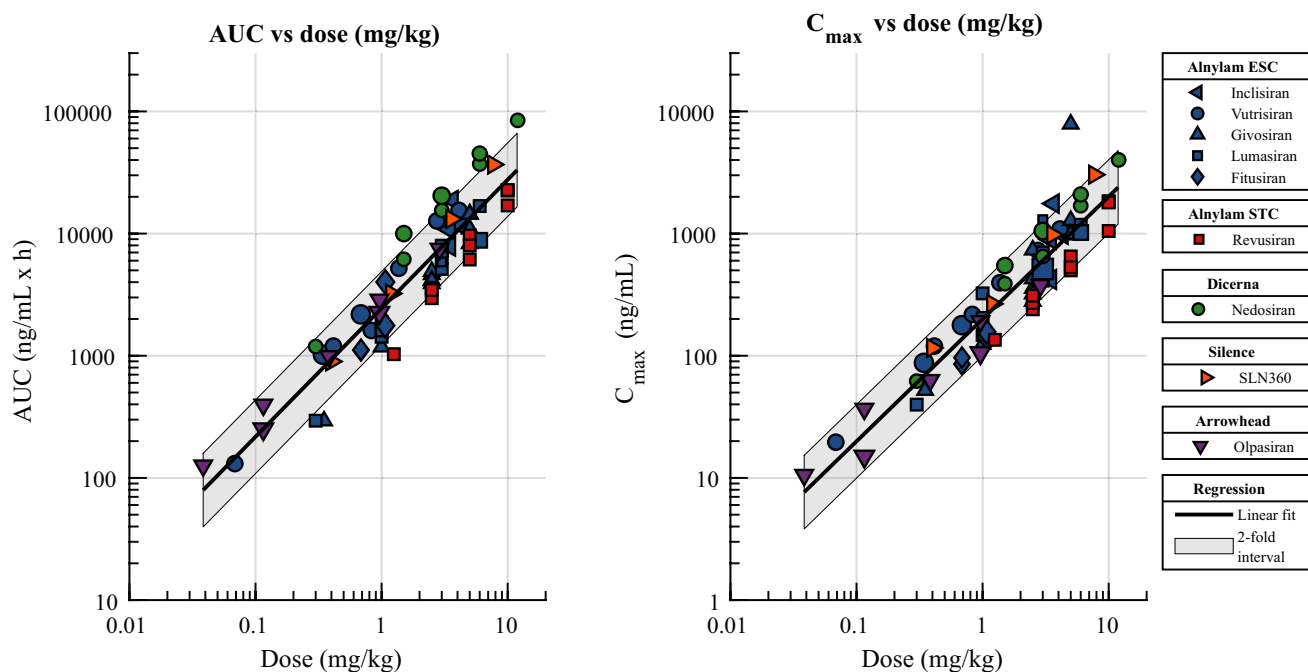 AUC vs dose (mg/kg)
AUC (ng/mL x h)
100000
10000
1000
100
10
0.01
0.1
1
10
Dose (mg/kg)
Cmax vs dose (mg/kg)
Cmax (ng/mL)
10000
1000
100
10
1
0.01
0.1
1
10
Dose (mg/kg)
Alnylam ESC
Inclisiran
Vutrisiran
Givosiran
Lumasiran
Fitusiran
Alnylam STC
Revusiran
Dicerna
Nedosiran
Silence
SLN360
Arrowhead
Olpasiran
Regression
Linear fit
2-fold
interval